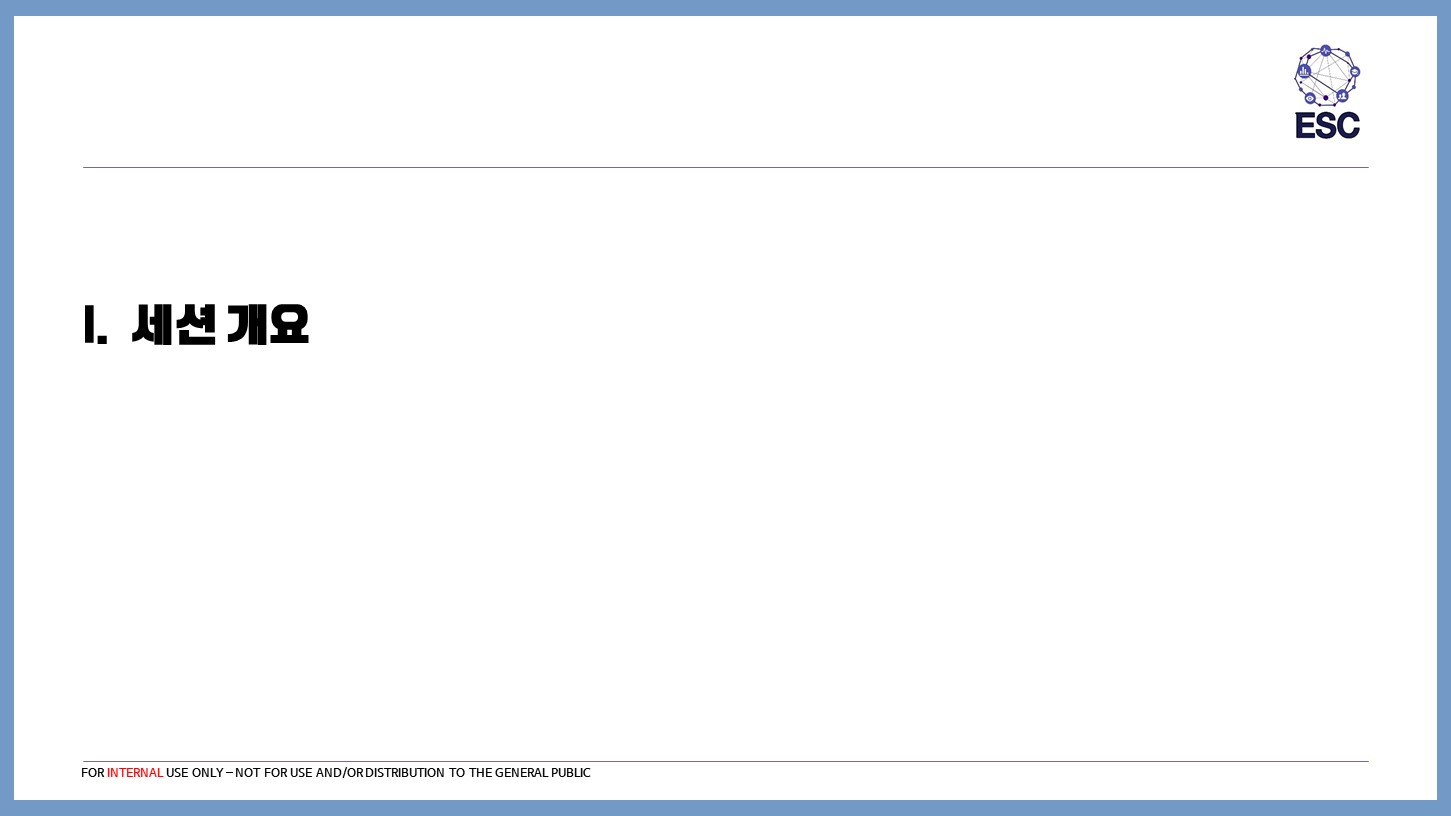 ESC
I. 세션 개요
FOR INTERNAL USE ONLY – NOT FOR USE AND/OR DISTRIBUTION TO THE GENERAL PUBLIC